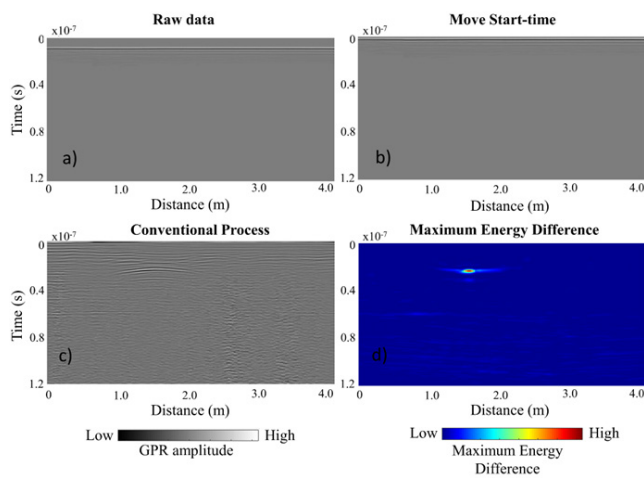 Raw data
x10-7
0
0.4
0.8
1.2
Time (s)
a)
0 1.0 2.0 3.0 4.0
Distance (m)
Move Start-time
x10-7
0
0.4
0.8
1.2
b)
0 1.0 2.0 3.0 4.0
Distance (m)
Conventional Process
x10-7
0
0.4
0.8
1.2
Time (s)
c)
0 1.0 2.0 3.0 4.0
Distance (m)
Maximum Energy Difference
x10-7
0
0.4
0.8
1.2
d)
0 1.0 2.0 3.0 4.0
Distance (m)
Low High
GPR amplitude
Low High
Maximum Energy
Difference